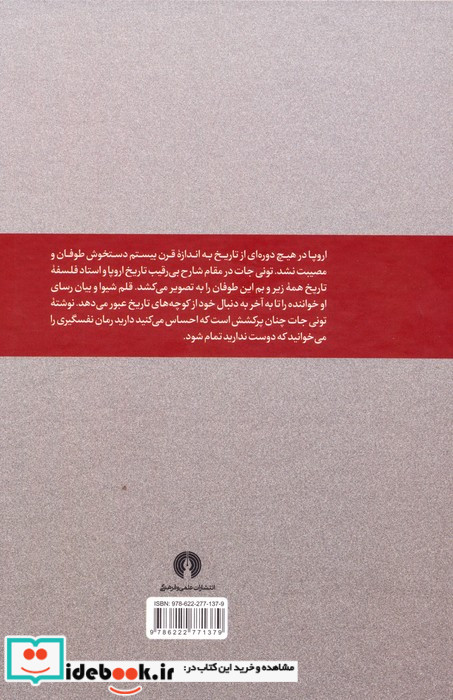 اروپا در هیچ دوره‌ای از تاریخ به اندازهٔ قرن بیستم دستخوش طوفان و
مصیبت نشد. تونی جات در مقام شارح بی‌رقیب تاریخ اروپا و استاد فلسفهٔ
تاریخ همهٔ زیر و بم این طوفان را به تصویر می‌کشد. قلم شیوا و بیان رسای
او خواننده را تا به آخر به دنبال خود از کوچه‌های تاریخ عبور می‌دهد. نوشتهٔ
تونی جات چنان پرکشش است که احساس می‌کنید دارید رمان نفسگیری را
می‌خوانید که دوست ندارید تمام شود.
انتشارات علمی و فرهنگی
ISBN: 978-622-277-137-9
9 786222 771379
مشاهده و خرید این کتاب در:
idebook.ir